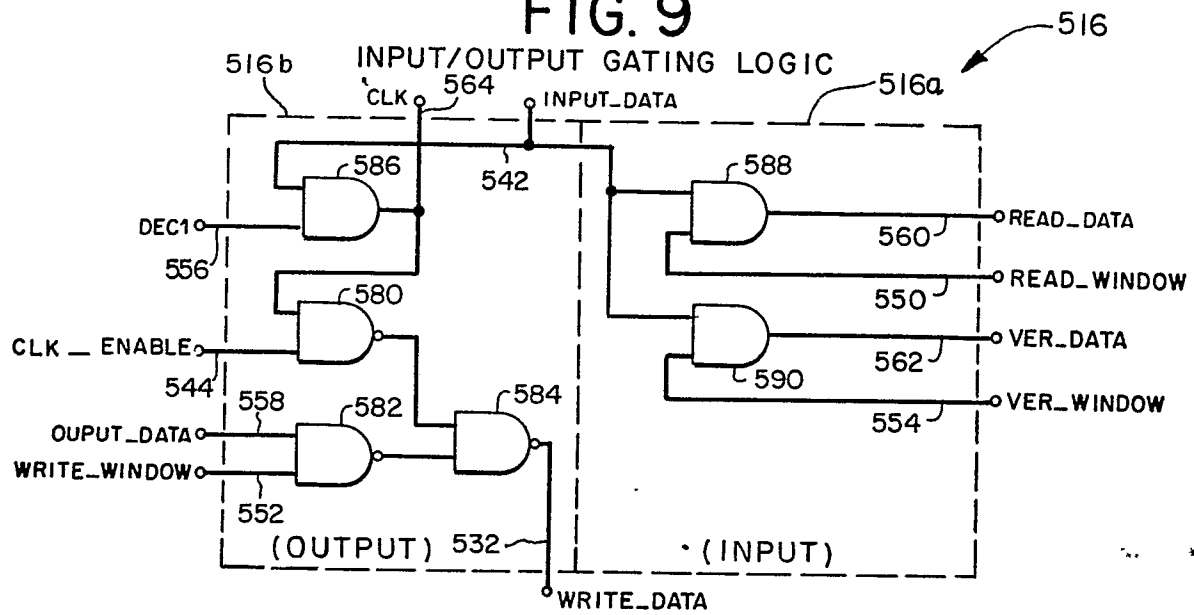 FIG. 9
516
INPUT/OUTPUT GATING LOGIC
516b
516a
CLK
564
INPUT_DATA
586
542
588
DEC1
556
560
READ_DATA
580
550
READ_WINDOW
CLK _ ENABLE
544
562
VER_DATA
590
582
584
558
OUPUT_DATA
554
VER_WINDOW
WRITE_WINDOW
552
(OUTPUT)
532
(INPUT)
WRITE_DATA